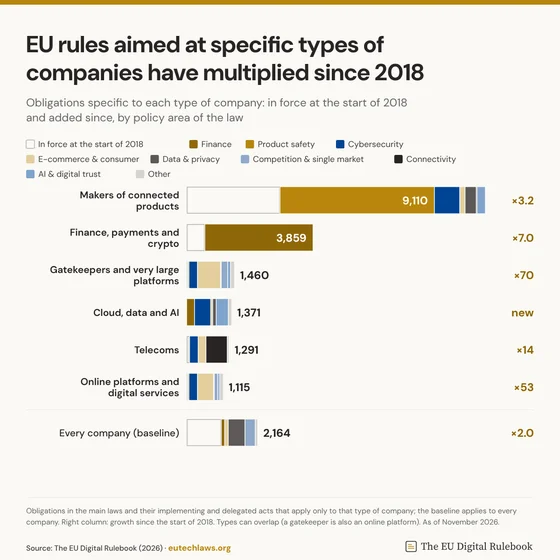 EU rules aimed at specific types of
companies have multiplied since 2018
Obligations specific to each type of company: in force at the start of 2018
and added since, by policy area of the law
In force at the start of 2018 Finance Product safety Cybersecurity
E-commerce & consumer Data & privacy Competition & single market Connectivity
AI & digital trust Other
Makers of connected
products
9,110 ×3.2
Finance, payments and
crypto
3,859 ×7.0
Gatekeepers and very large
platforms
1,460 ×70
Cloud, data and AI 1,371 new
Telecoms 1,291 ×14
Online platforms and
digital services
1,115 ×53
Every company (baseline) 2,164 ×2.0
Obligations in the main laws and their implementing and delegated acts that apply only to that type of company; the baseline applies to every
company. Right column: growth since the start of 2018. Types can overlap (a gatekeeper is also an online platform). As of November 2026.
Source: The EU Digital Rulebook (2026) · eutechlaws.org
The EU Digital Rulebook